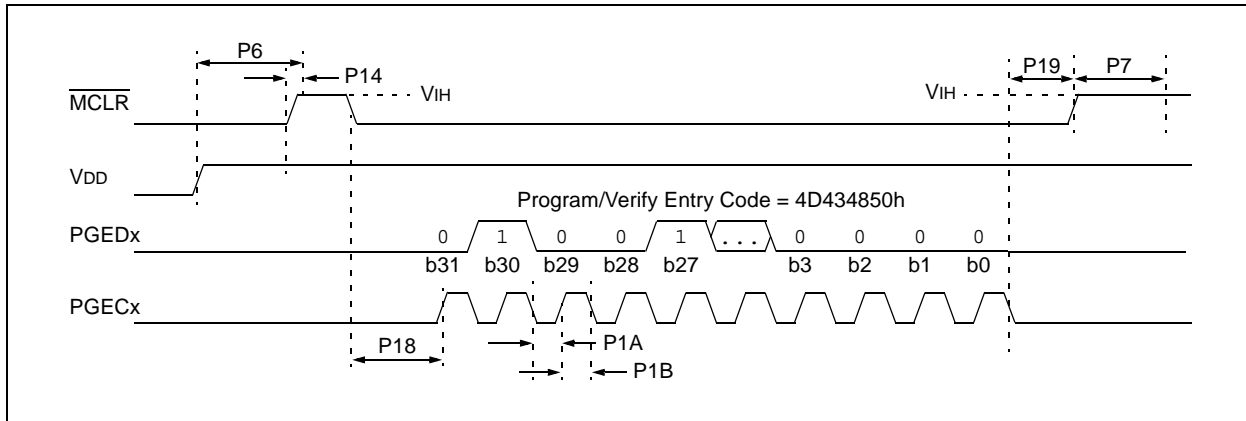 P6
P14
P19
P7
MCLR
VIH
VIH
VDD
Program/Verify Entry Code = 4D434850h
PGEDx
0 1 0 0 1 ... 0 0 0 0
b31 b30 b29 b28 b27 b3 b2 b1 b0
PGECx
P18
P1A
P1B